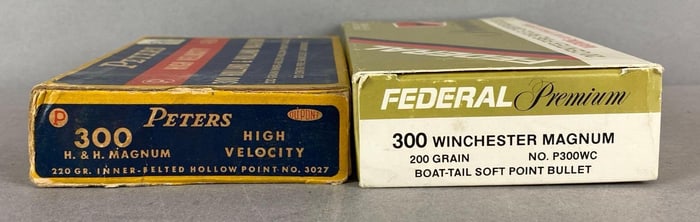 PETERS
P
300
H. & H. MAGNUM
PETERS
HIGH
VELOCITY
DU PONT
220 GR. INNER-BELTED HOLLOW POINT-NO. 3027
FEDERAL
FEDERAL Premium
300 WINCHESTER MAGNUM
200 GRAIN NO. P300WC
BOAT-TAIL SOFT POINT BULLET